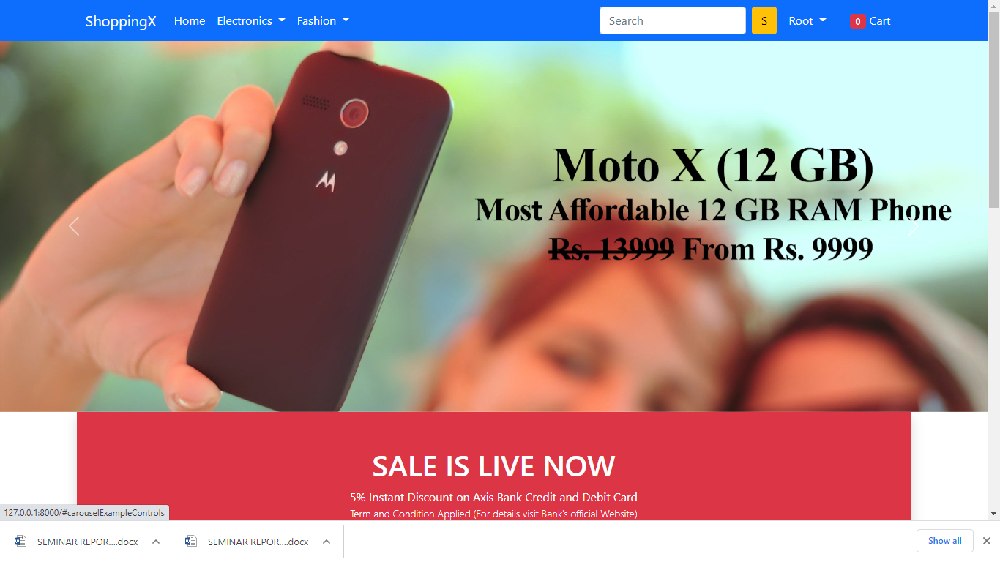 ShoppingX Home Electronics Fashion Search S Root 0 Cart
Moto X (12 GB)
Most Affordable 12 GB RAM Phone
Rs. 13999 From Rs. 9999
SALE IS LIVE NOW
5% Instant Discount on Axis Bank Credit and Debit Card
Term and Condition Applied (For details visit Bank's official Website)
127.0.0.1:8000/#carouselExampleControls
SEMINAR REPOR....docx SEMINAR REPOR....docx Show all